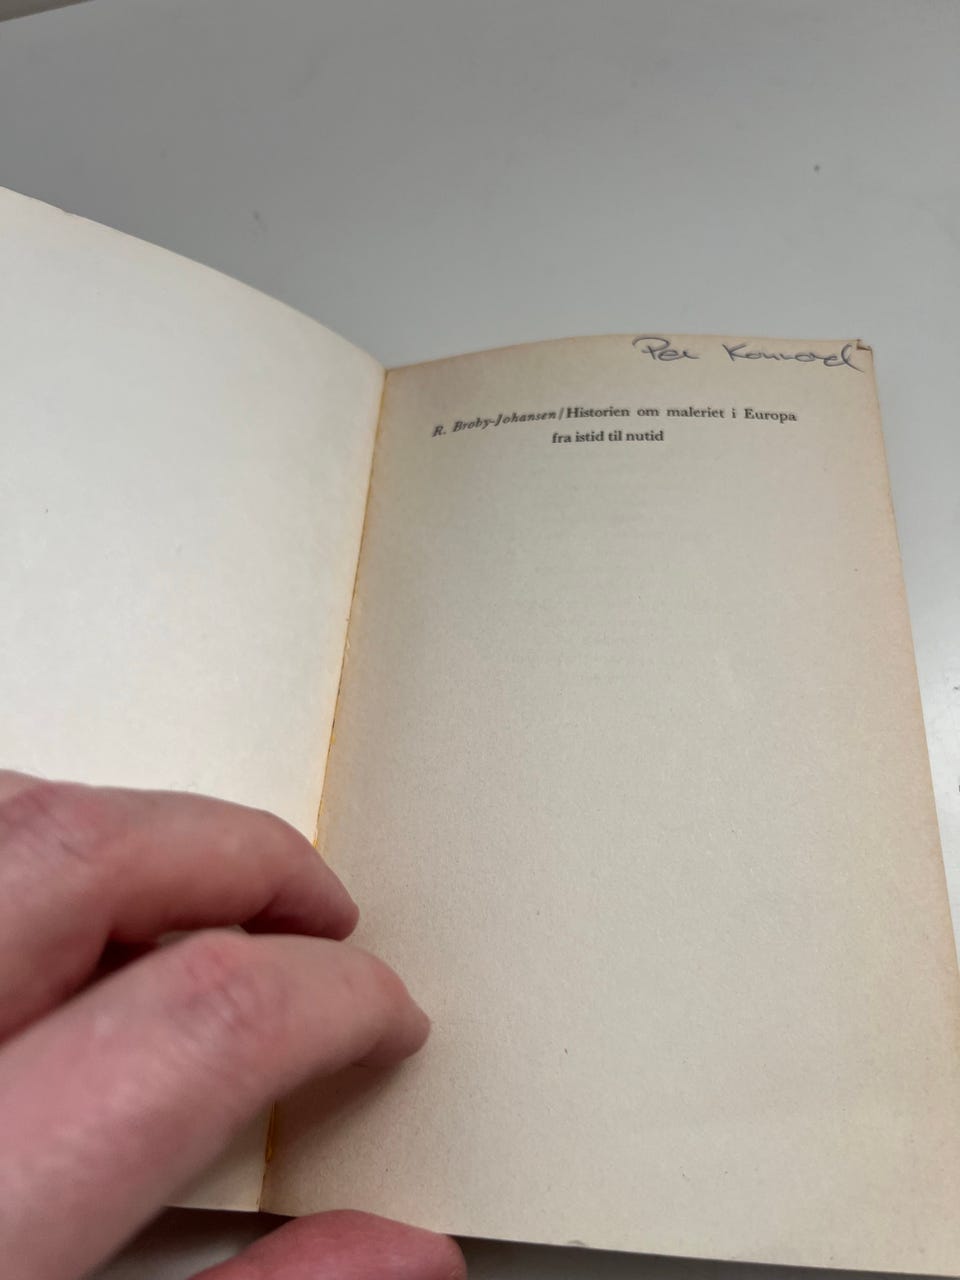 Per Konrad
R. Broby-Johansen/Historien om maleriet i Europa
fra istid til nutid